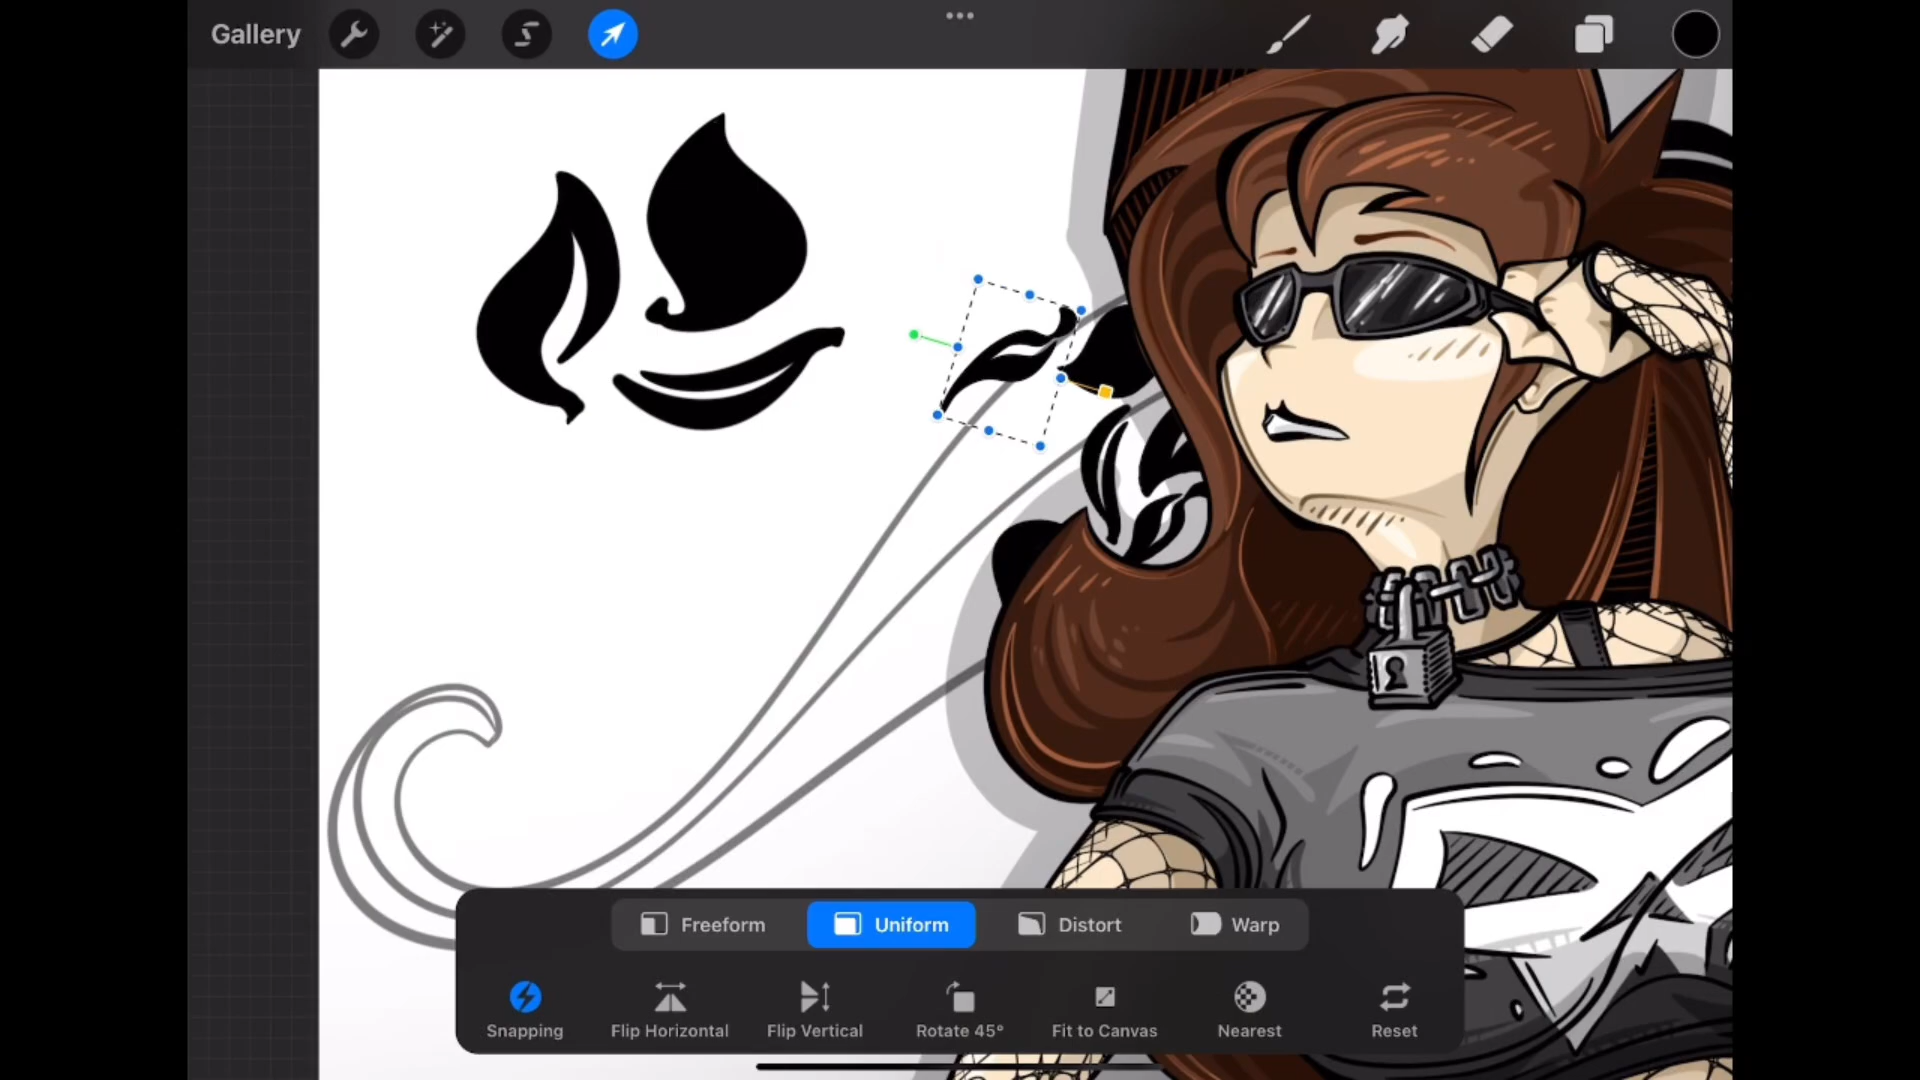 Gallery
Freeform Uniform Distort Warp
Snapping Flip Horizontal Flip Vertical Rotate 45° Fit to Canvas Nearest Reset